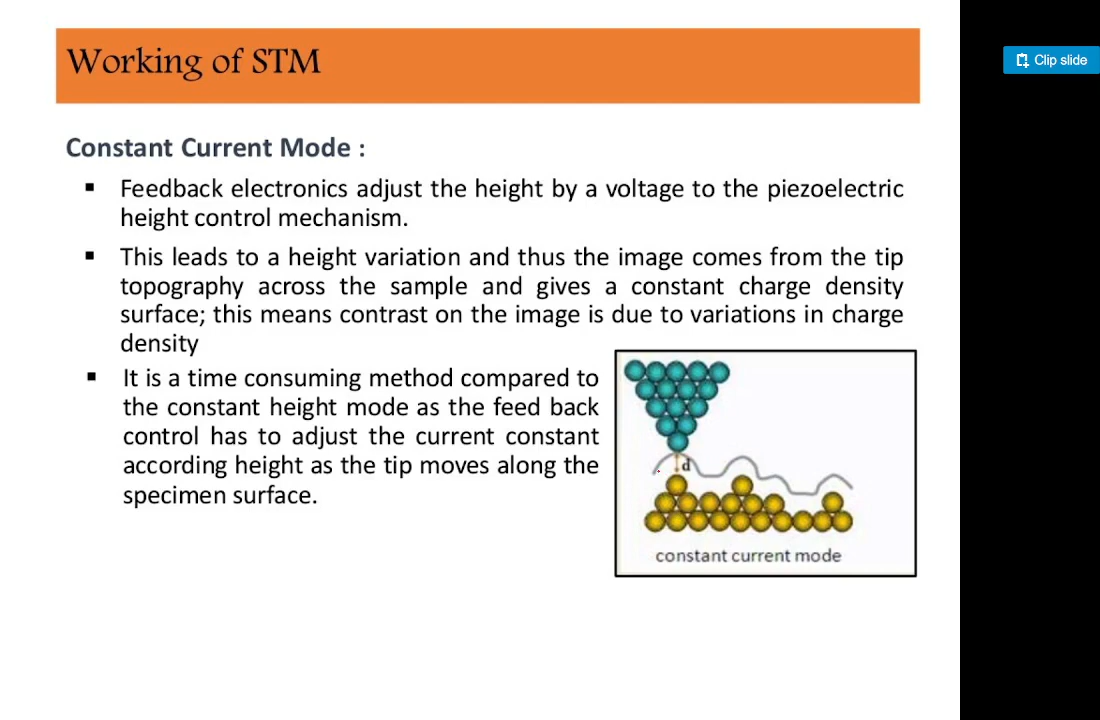 Working of STM
Clip slide
Constant Current Mode :
▪ Feedback electronics adjust the height by a voltage to the piezoelectric
height control mechanism.
▪ This leads to a height variation and thus the image comes from the tip
topography across the sample and gives a constant charge density
surface; this means contrast on the image is due to variations in charge
density
▪ It is a time consuming method compared to
the constant height mode as the feed back
control has to adjust the current constant
according height as the tip moves along the
specimen surface.
d
constant current mode